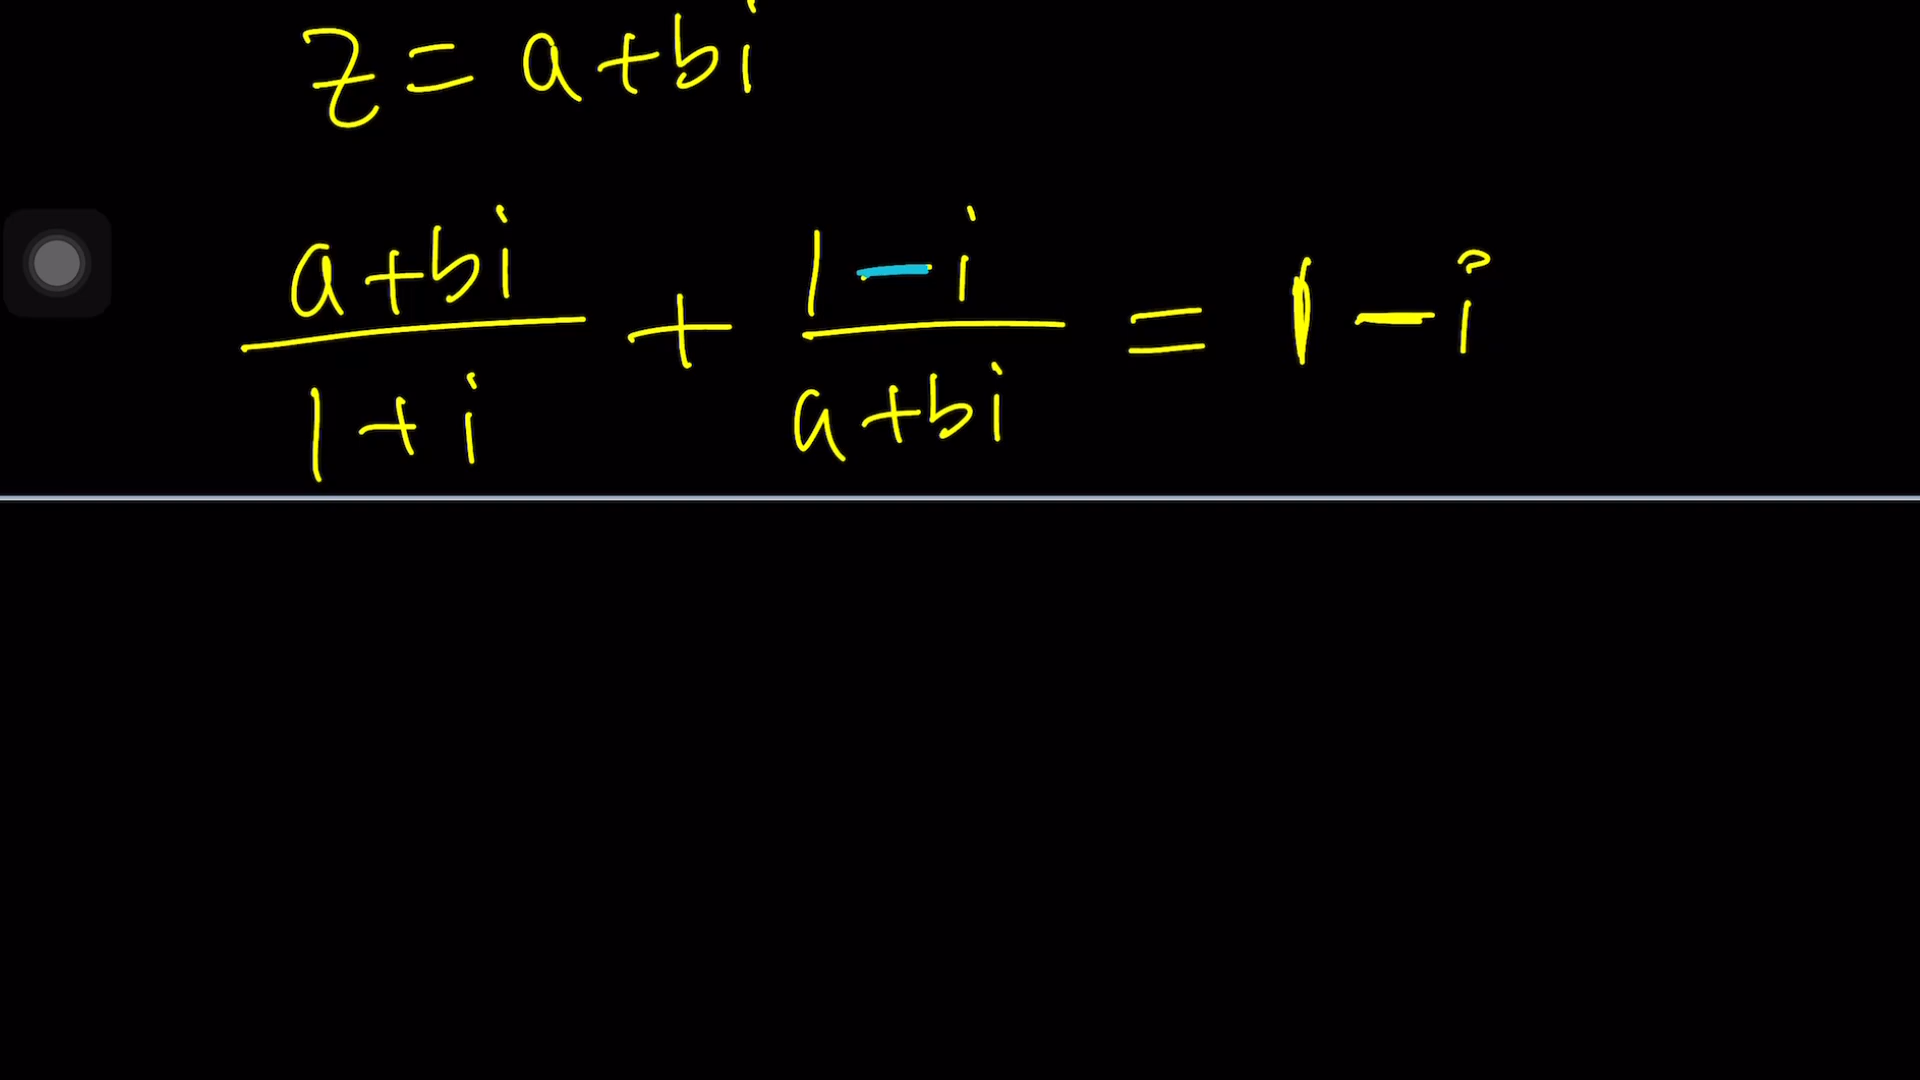 z = a + bi
(a + bi)/(1 + i) + (1 - i)/(a + bi) = 1 - i